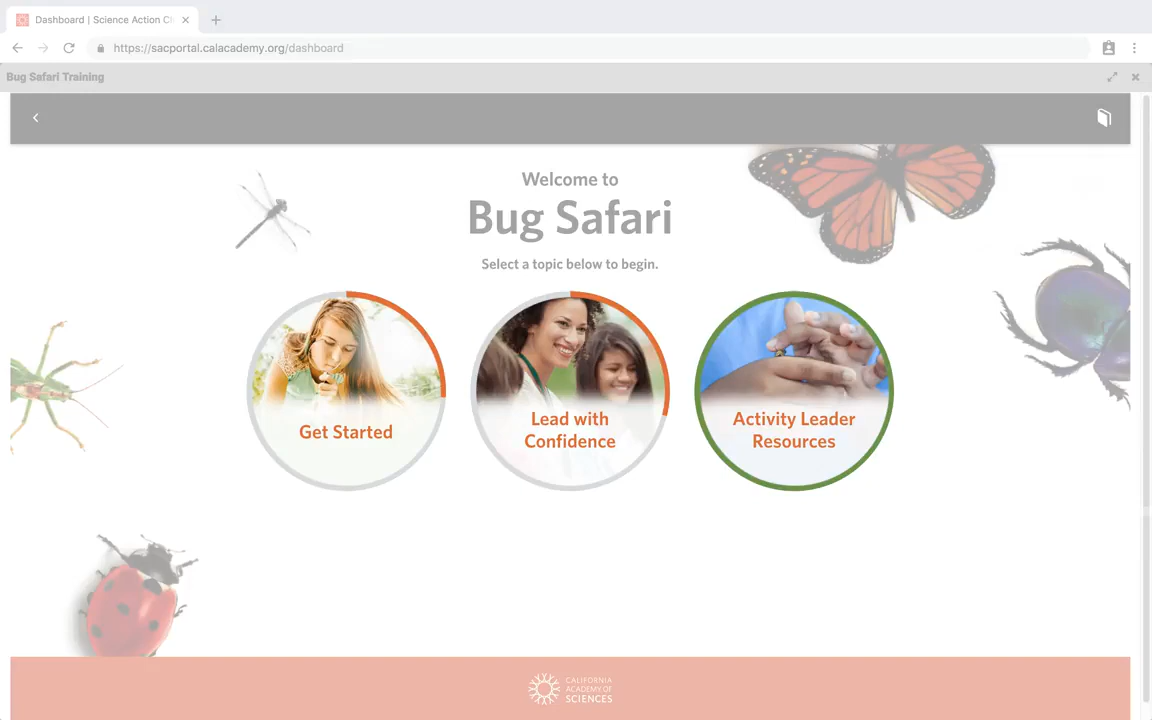 Dashboard | Science Action Cl
https://sacportal.calacademy.org/dashboard
Bug Safari Training
Welcome to
Bug Safari
Select a topic below to begin.
Get Started
Lead with
Confidence
Activity Leader
Resources
CALIFORNIA
ACADEMY OF
SCIENCES